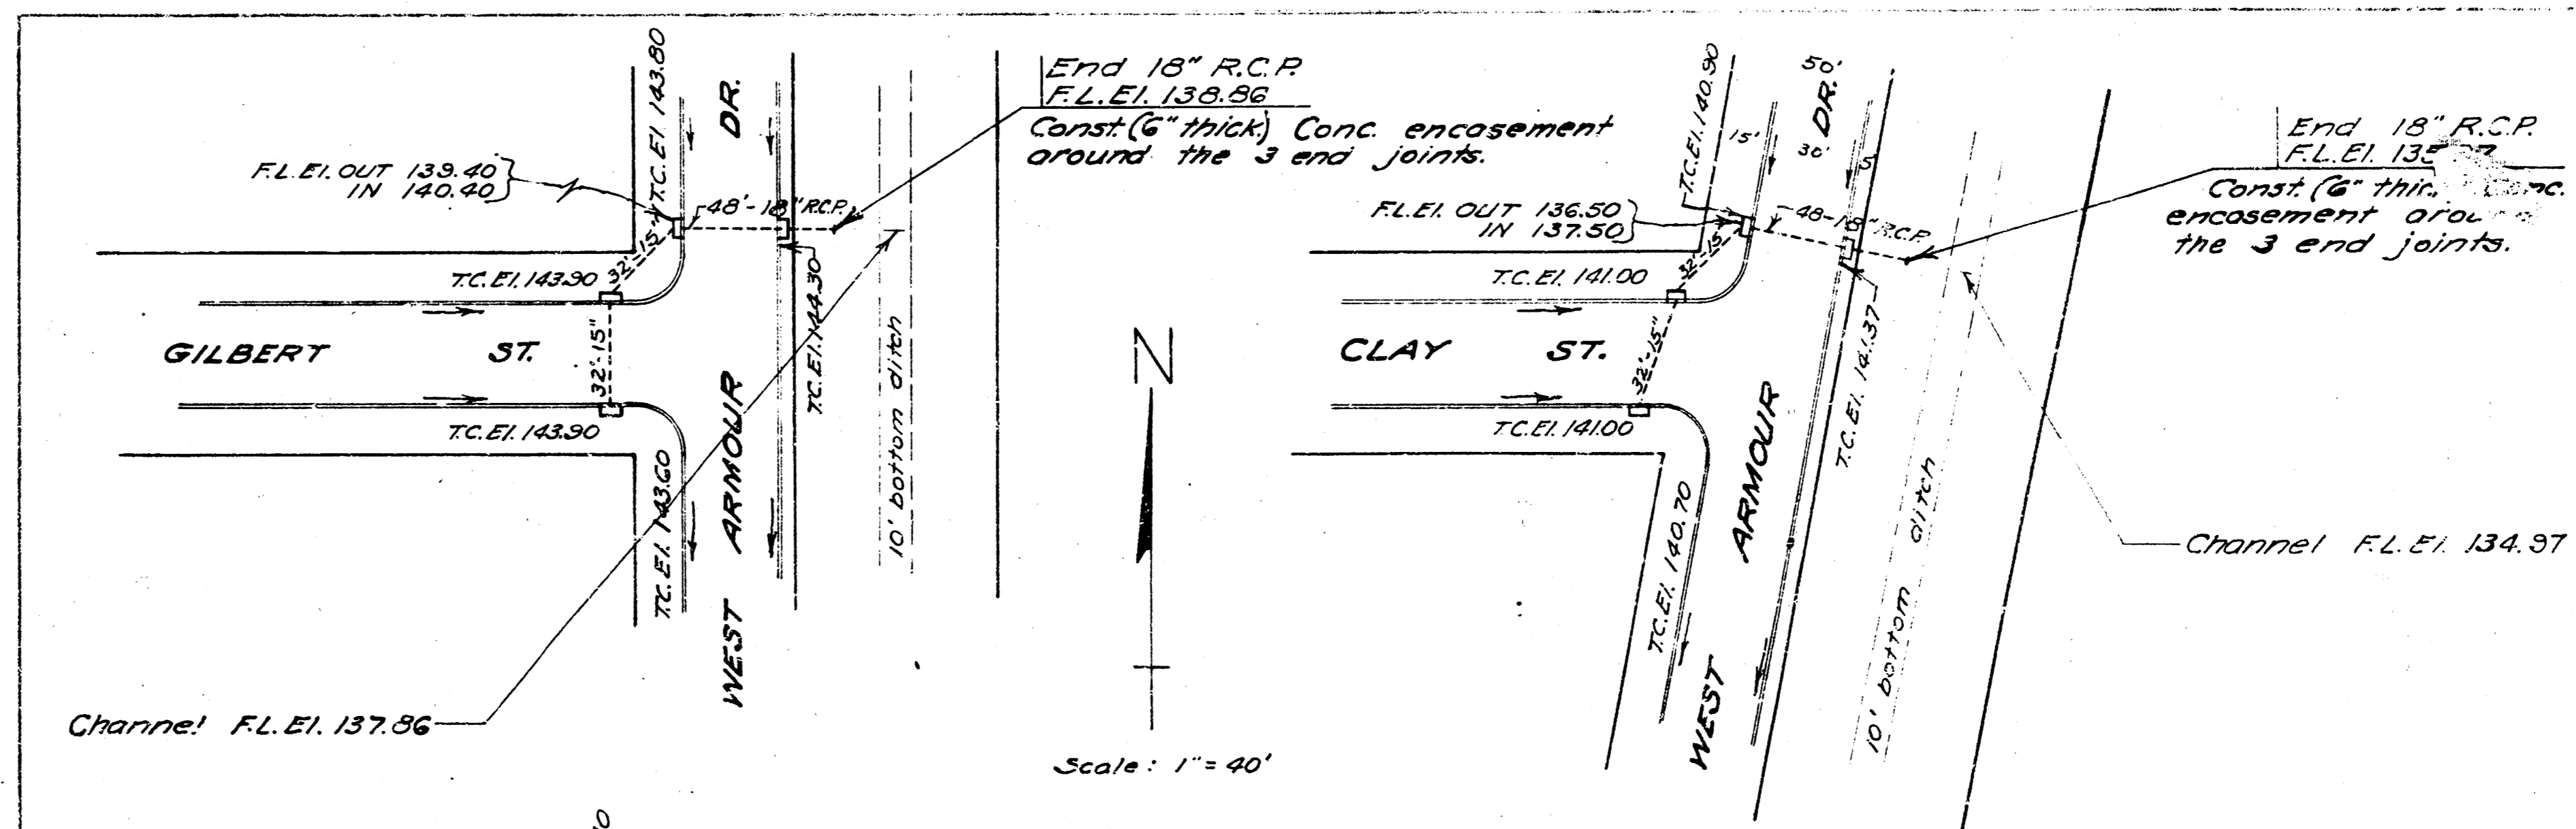 End 18" R.C.P.
F.L.El. 138.86
Const. (6" thick) Conc. encasement
around the 3 end joints.
F.L.El. OUT 139.40
IN 140.40
T.C.El. 143.80
48'-18" R.C.P.
32'-15"
T.C.El. 143.90
GILBERT ST.
32'-15"
T.C.El. 143.90
T.C.El. 143.60
WEST ARMOUR DR.
T.C.El. 144.30
10' bottom ditch
Channel F.L.El. 137.86
N
Scale: 1"=40'
T.C.El. 140.90
50'
15'
30'
5'
DR.
End 18" R.C.P.
F.L.El.
Const. (6"
encasement
the 3 end joints.
F.L.El. OUT 136.50
IN 137.50
48'-18" R.C.P.
32'-15"
T.C.El. 141.00
CLAY ST.
32'-15"
T.C.El. 141.00
T.C.El. 140.70
WEST ARMOUR
T.C.El. 141.37
10' bottom ditch
Channel F.L.El. 134.97